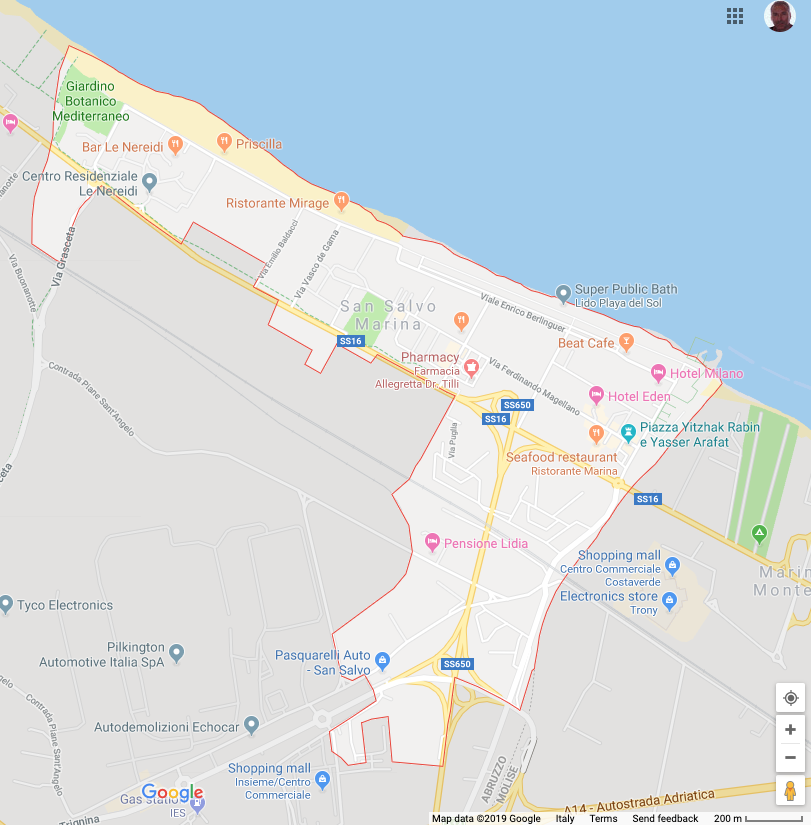 Giardino
Botanico
Mediterraneo
Bar Le Nereidi
Priscilla
Centro Residenziale
Le Nereidi
Ristorante Mirage
Via Grasceta
Via Buonanotte
Via Emilio Baldacci
Via Vasco de Gama
San Salvo
Marina
Viale Enrico Berlinguer
Super Public Bath
Lido Playa del Sol
Beat Cafe
SS16
Pharmacy
Farmacia
Allegretta Dr. Tilli
Via Ferdinando Magellano
Hotel Milano
Hotel Eden
SS650
SS16
Piazza Yitzhak Rabin
e Yasser Arafat
Contrada Piane Sant'Angelo
Via Puglia
Seafood restaurant
Ristorante Marina
SS16
Pensione Lidia
Shopping mall
Centro Commerciale
Costaverde
Electronics store
Trony
Marin
Monte
Tyco Electronics
Pilkington
Automotive Italia SpA
Pasquarelli Auto
- San Salvo
SS650
Contrada Piane Sant'Angelo
Autodemolizioni Echocar
Shopping mall
Insieme/Centro
Commerciale
Gas station
IES
Google
Trignina
ABRUZZO
MOLISE
A14 - Autostrada Adriatica
Map data ©2019 Google Italy Terms Send feedback 200 m